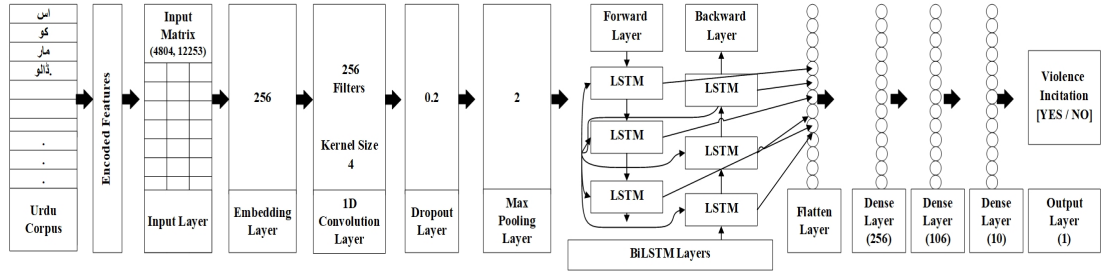 اس
کو
مار
ڈالو.
.
.
.
Urdu
Corpus
Encoded Features
Input
Matrix
(4804, 12253)
Input Layer
256
Embedding
Layer
256
Filters
Kernel Size
4
1D
Convolution
Layer
0.2
Dropout
Layer
2
Max
Pooling
Layer
Forward
Layer
LSTM
LSTM
LSTM
Backward
Layer
LSTM
LSTM
LSTM
BiLSTM Layers
Flatten
Layer
Dense
Layer
(256)
Dense
Layer
(106)
Dense
Layer
(10)
Violence
Incitation
[YES / NO]
Output
Layer
(1)